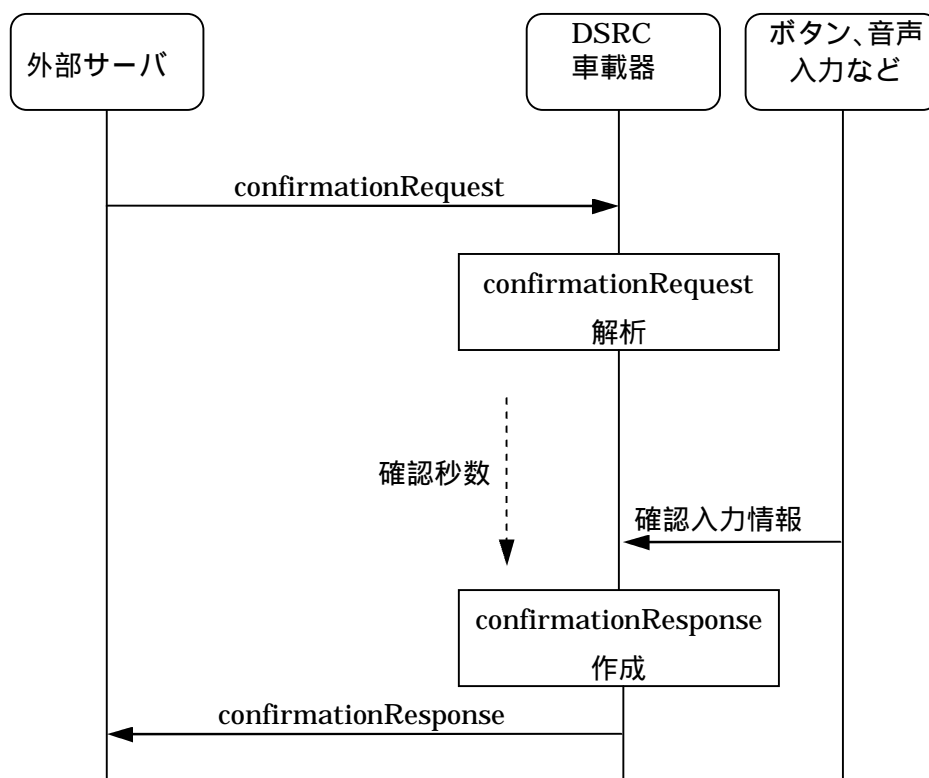 外部サーバ
DSRC
車載器
ボタン、音声
入力など
confirmationRequest
confirmationRequest
解析
確認秒数
確認入力情報
confirmationResponse
作成
confirmationResponse